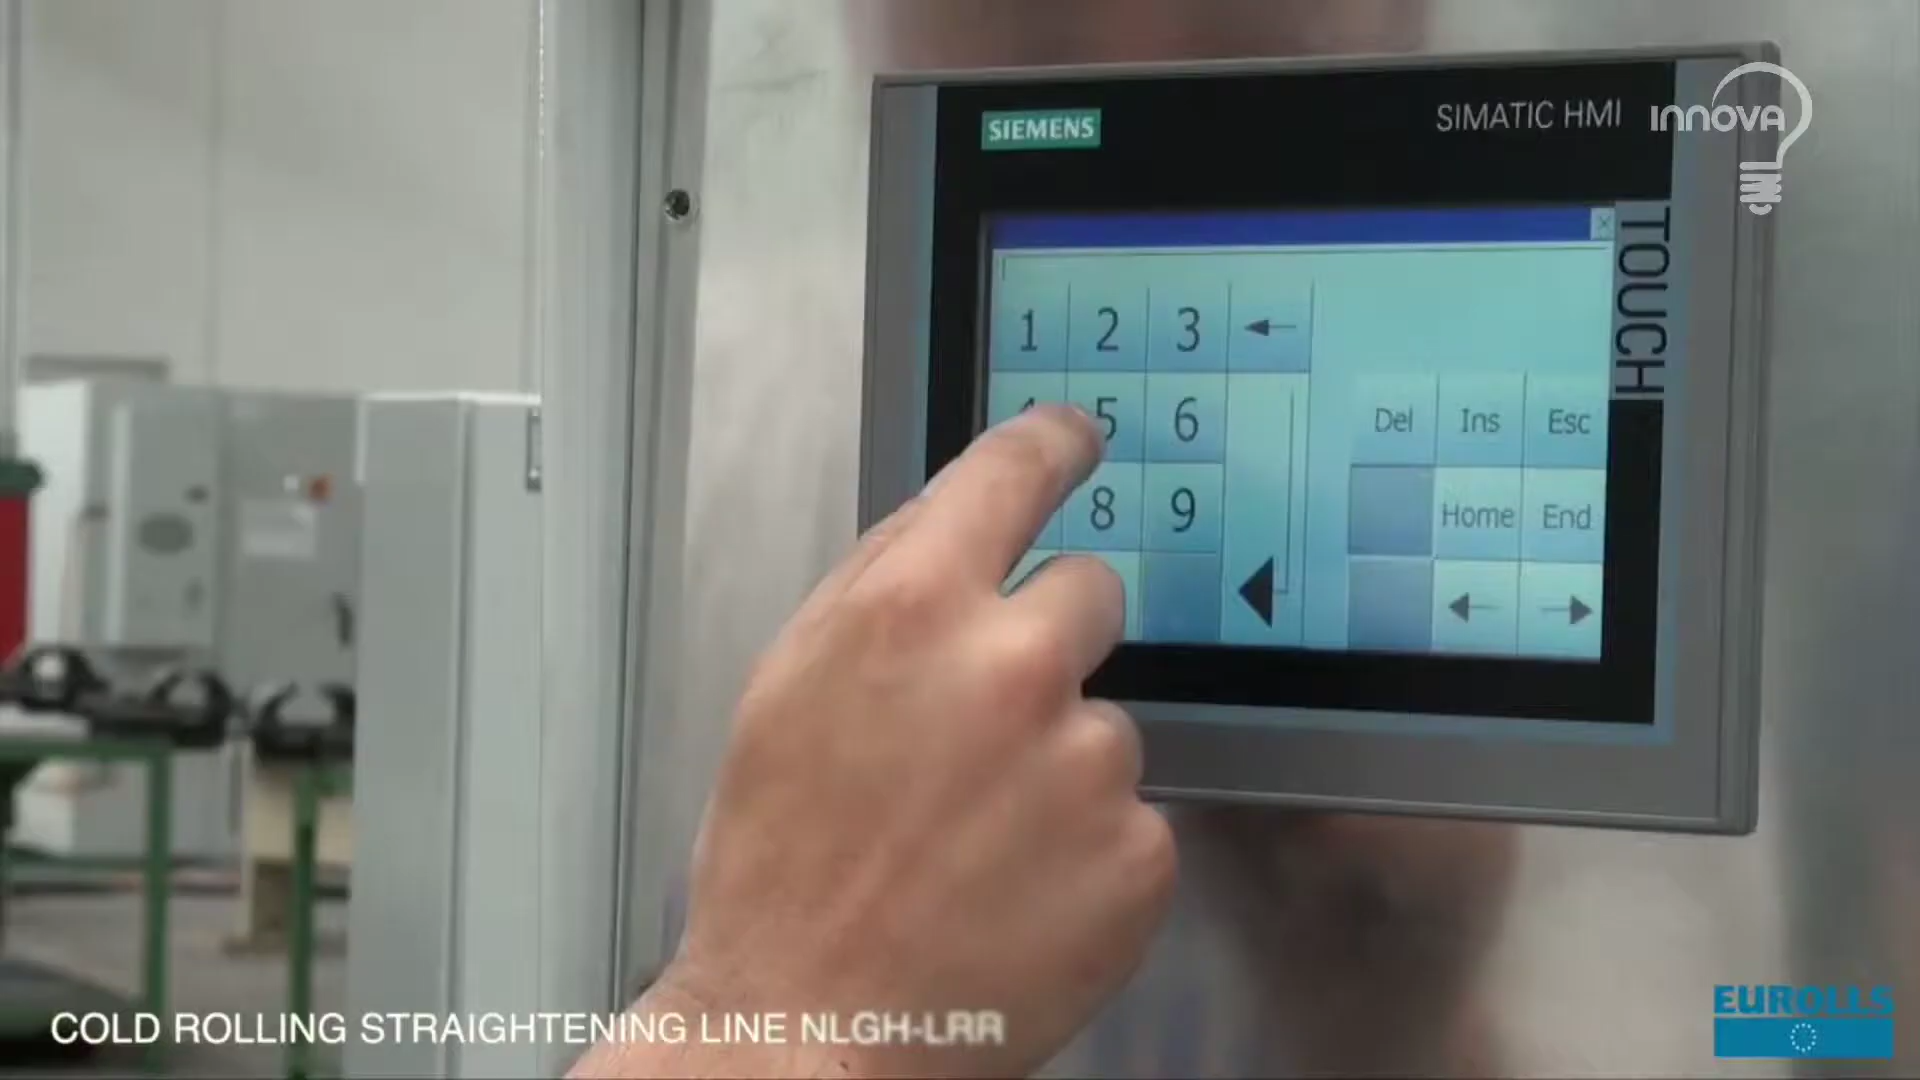 SIEMENS
SIMATIC HMI
INNOVA
TOUCH
1 2 3 ←
5 6
Del Ins Esc
8 9
Home End
← →
COLD ROLLING STRAIGHTENING LINE NLGH-LRR
EUROLLS